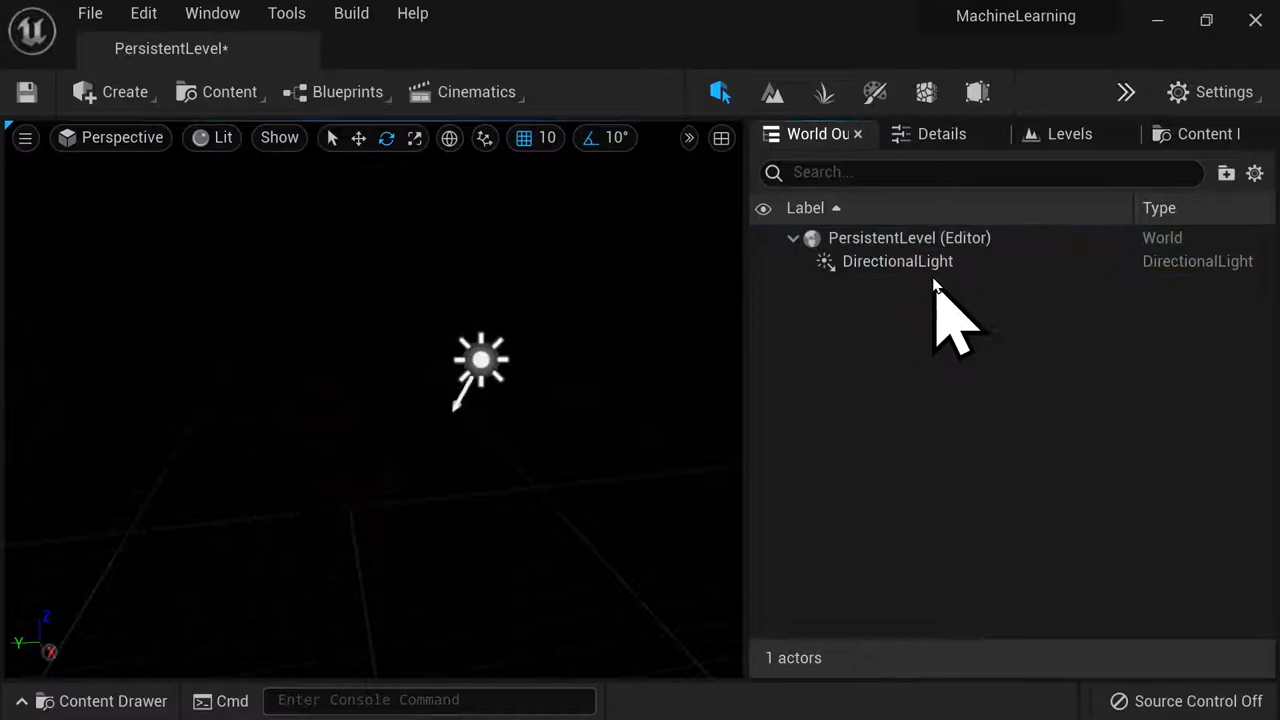 File Edit Window Tools Build Help
MachineLearning
PersistentLevel*
Create Content Blueprints Cinematics Settings
Perspective Lit Show 10 10°
World Ou Details Levels Content I
Search...
Label Type
PersistentLevel (Editor) World
DirectionalLight DirectionalLight
Z
Y X
1 actors
Content Drawer Cmd Enter Console Command Source Control Off